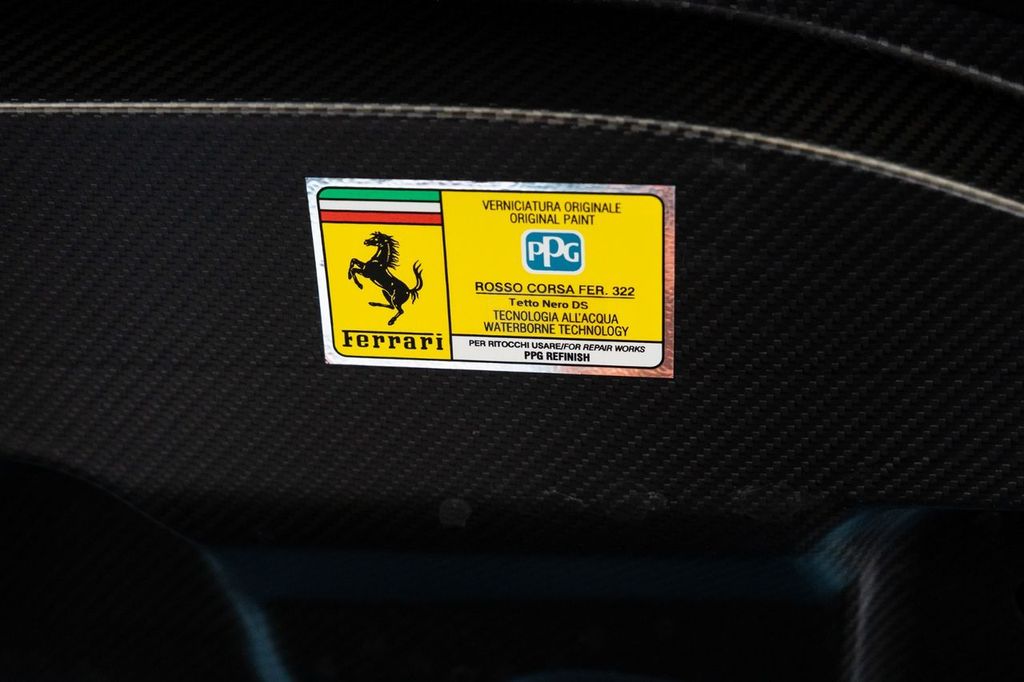 VERNICIATURA ORIGINALE
ORIGINAL PAINT
PPG
ROSSO CORSA FER. 322
Tetto Nero DS
TECNOLOGIA ALL'ACQUA
WATERBORNE TECHNOLOGY
Ferrari
PER RITOCCHI USARE/FOR REPAIR WORKS
PPG REFINISH